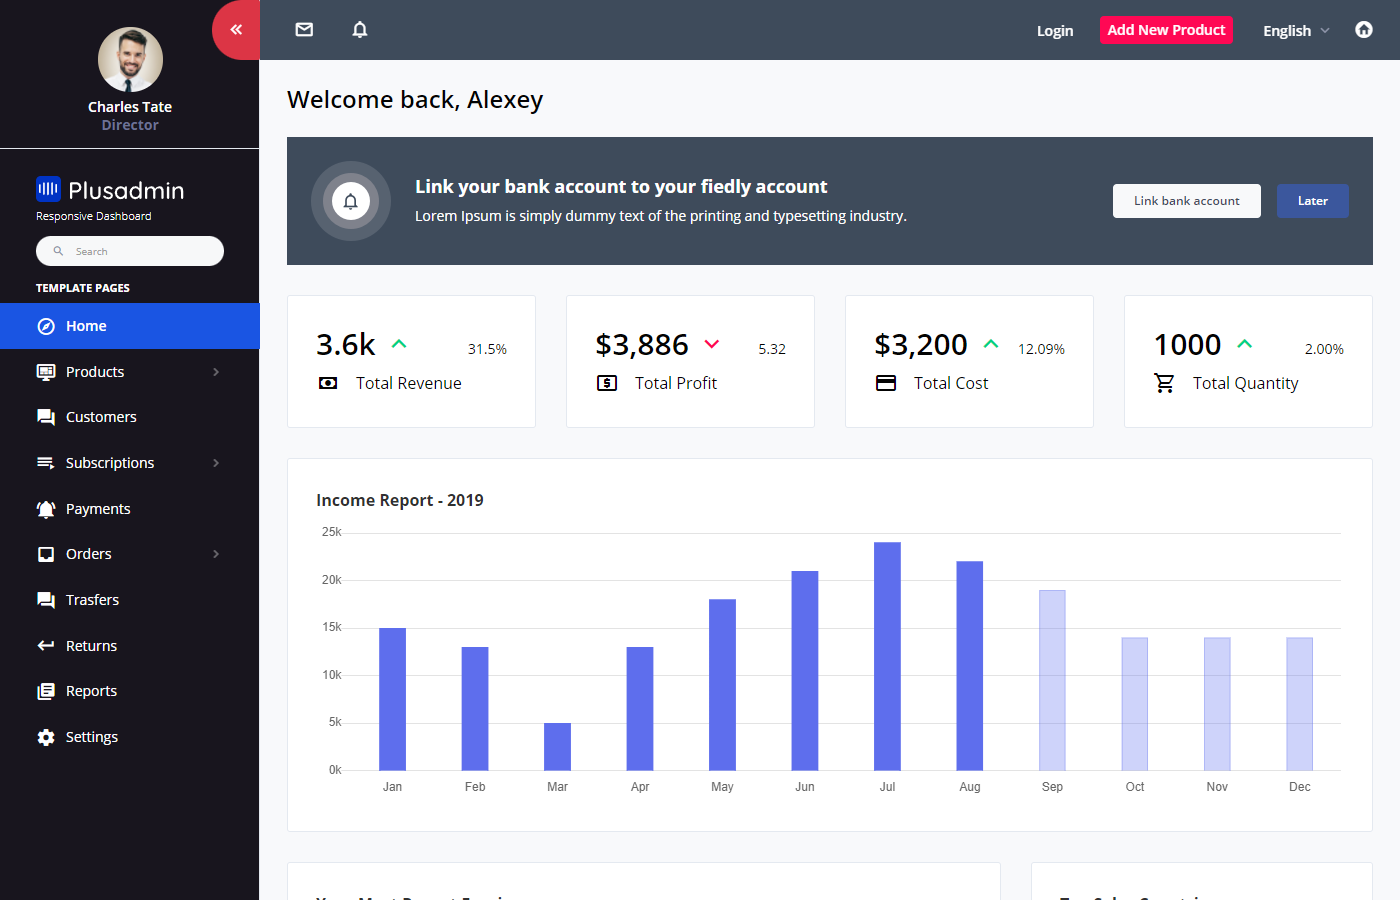 Charles Tate
Director
Plusadmin
Responsive Dashboard
Search
TEMPLATE PAGES
Home
Products
Customers
Subscriptions
Payments
Orders
Trasfers
Returns
Reports
Settings
Login
Add New Product
English
Welcome back, Alexey
Link your bank account to your fiedly account
Lorem Ipsum is simply dummy text of the printing and typesetting industry.
Link bank account
Later
3.6k
31.5%
Total Revenue
$3,886
5.32
Total Profit
$3,200
12.09%
Total Cost
1000
2.00%
Total Quantity
Income Report - 2019
25k
20k
15k
10k
5k
0k
Jan Feb Mar Apr May Jun Jul Aug Sep Oct Nov Dec